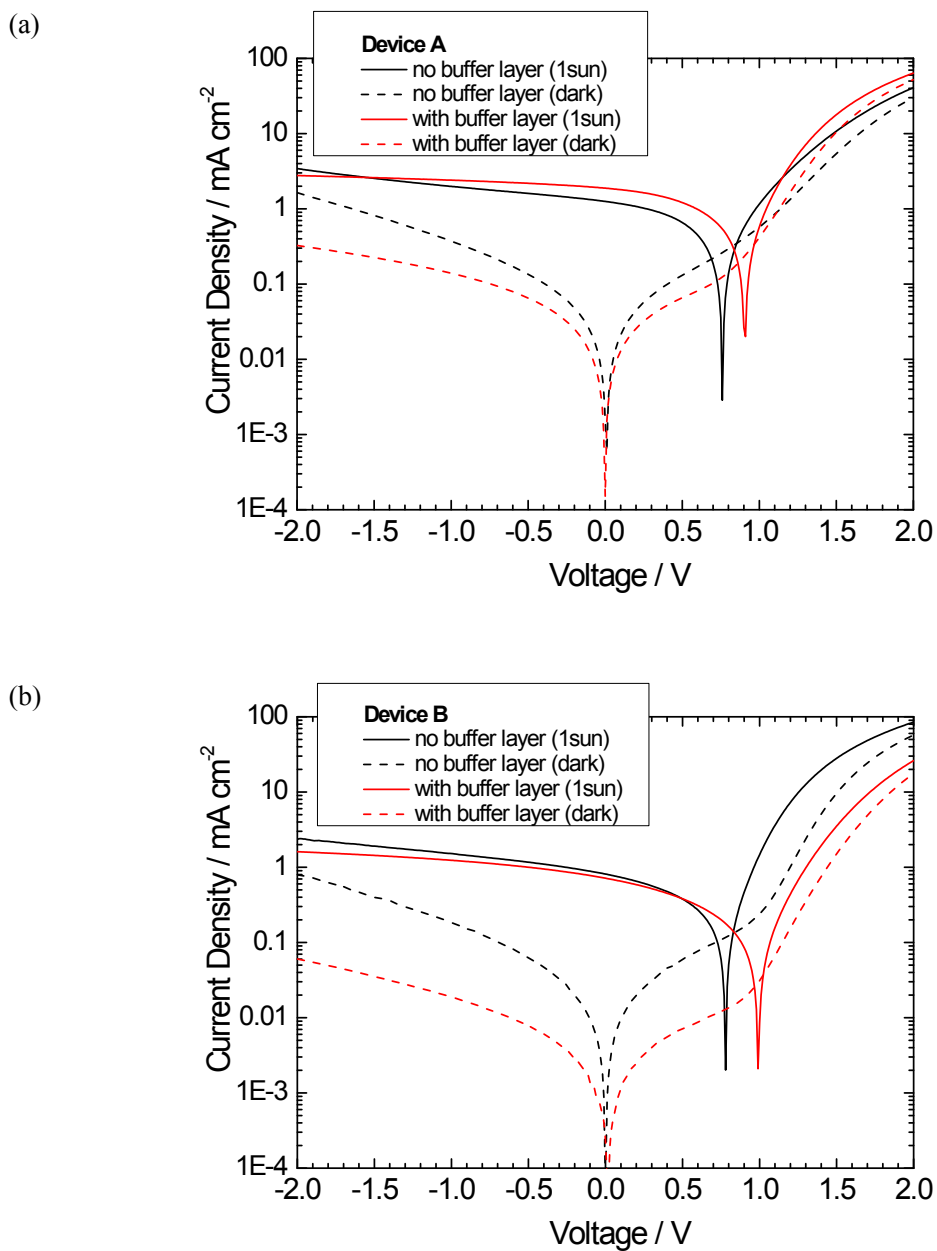 (a)
Device A
no buffer layer (1sun)
no buffer layer (dark)
with buffer layer (1sun)
with buffer layer (dark)
100
10
1
0.1
0.01
1E-3
1E-4
Current Density / mA cm⁻²
-2.0 -1.5 -1.0 -0.5 0.0 0.5 1.0 1.5 2.0
Voltage / V
(b)
Device B
no buffer layer (1sun)
no buffer layer (dark)
with buffer layer (1sun)
with buffer layer (dark)
100
10
1
0.1
0.01
1E-3
1E-4
Current Density / mA cm⁻²
-2.0 -1.5 -1.0 -0.5 0.0 0.5 1.0 1.5 2.0
Voltage / V